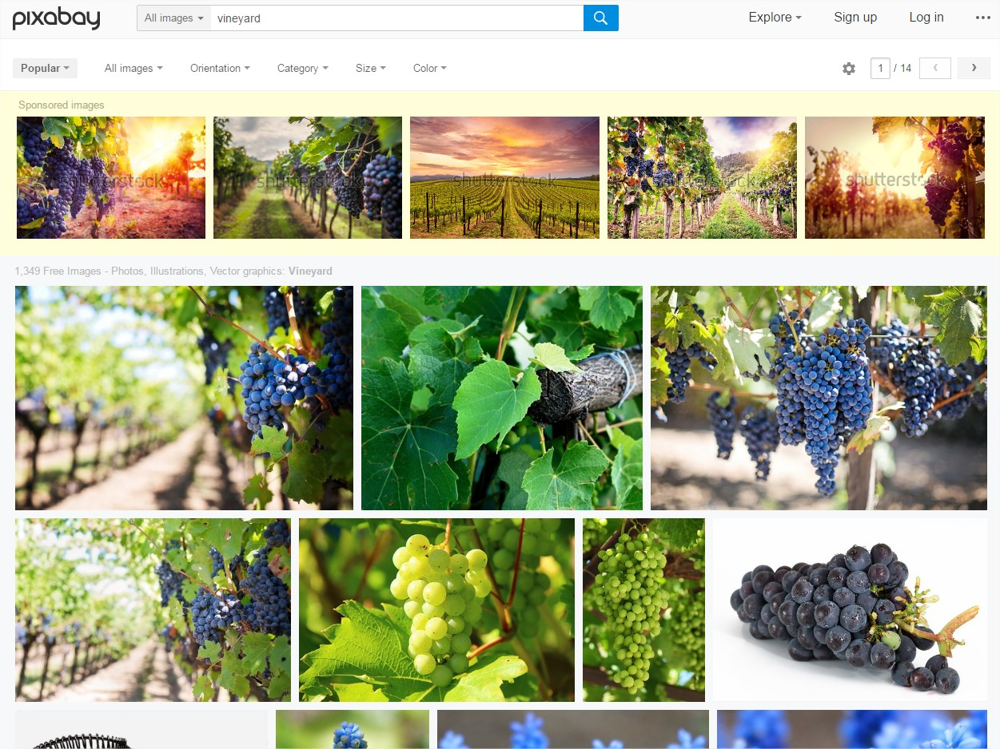 pixabay
All images
vineyard
Explore
Sign up
Log in
Popular
All images
Orientation
Category
Size
Color
1 / 14
Sponsored images
shutterstock
shutterstock
shutterstock
shutterstock
shutterstock
1,349 Free Images - Photos, Illustrations, Vector graphics: Vineyard